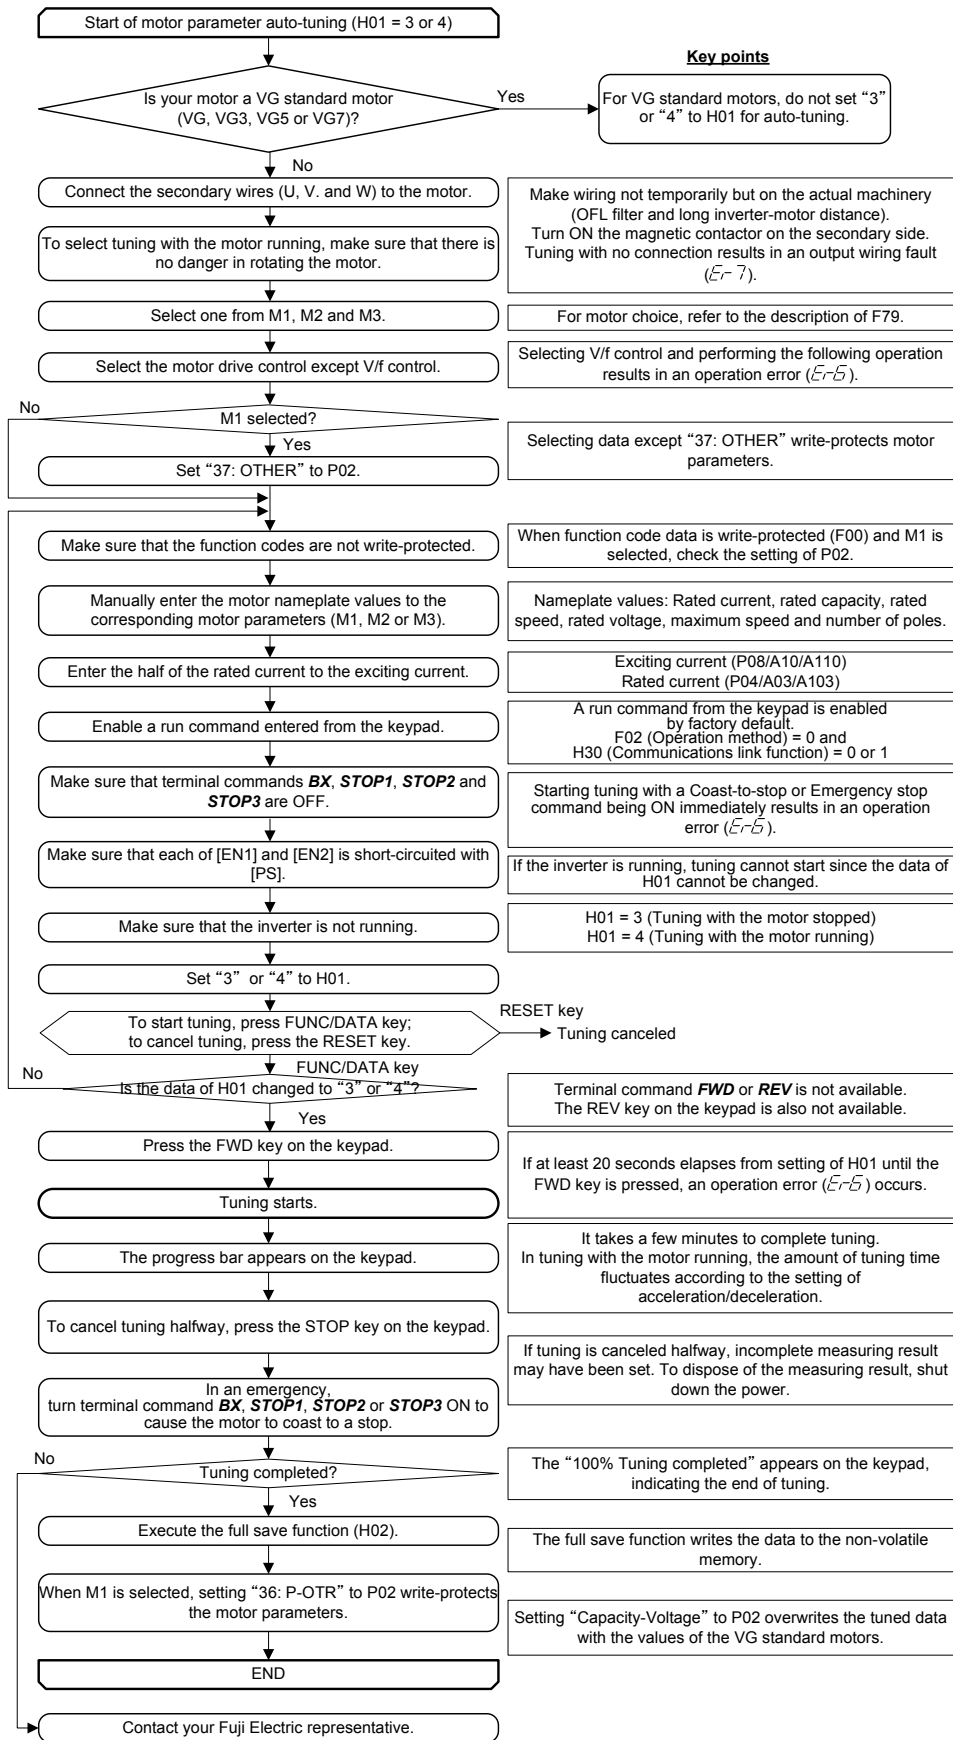 Start of motor parameter auto-tuning (H01 = 3 or 4)
Key points
Is your motor a VG standard motor
(VG, VG3, VG5 or VG7)?
Yes
For VG standard motors, do not set “3”
or “4” to H01 for auto-tuning.
No
Connect the secondary wires (U, V. and W) to the motor.
Make wiring not temporarily but on the actual machinery
(OFL filter and long inverter-motor distance).
Turn ON the magnetic contactor on the secondary side.
Tuning with no connection results in an output wiring fault
(Er 7).
To select tuning with the motor running, make sure that there is
no danger in rotating the motor.
Select one from M1, M2 and M3.
For motor choice, refer to the description of F79.
Select the motor drive control except V/f control.
Selecting V/f control and performing the following operation
results in an operation error (Er6).
No
M1 selected?
Yes
Selecting data except “37: OTHER” write-protects motor
parameters.
Set “37: OTHER” to P02.
Make sure that the function codes are not write-protected.
When function code data is write-protected (F00) and M1 is
selected, check the setting of P02.
Manually enter the motor nameplate values to the
corresponding motor parameters (M1, M2 or M3).
Nameplate values: Rated current, rated capacity, rated
speed, rated voltage, maximum speed and number of poles.
Enter the half of the rated current to the exciting current.
Exciting current (P08/A10/A110)
Rated current (P04/A03/A103)
Enable a run command entered from the keypad.
A run command from the keypad is enabled
by factory default.
F02 (Operation method) = 0 and
H30 (Communications link function) = 0 or 1
Make sure that terminal commands BX, STOP1, STOP2 and
STOP3 are OFF.
Starting tuning with a Coast-to-stop or Emergency stop
command being ON immediately results in an operation
error (Er6).
Make sure that each of [EN1] and [EN2] is short-circuited with
[PS].
If the inverter is running, tuning cannot start since the data of
H01 cannot be changed.
Make sure that the inverter is not running.
H01 = 3 (Tuning with the motor stopped)
H01 = 4 (Tuning with the motor running)
Set “3” or “4” to H01.
To start tuning, press FUNC/DATA key;
to cancel tuning, press the RESET key.
RESET key
Tuning canceled
FUNC/DATA key
No
Is the data of H01 changed to “3” or “4”?
Yes
Terminal command FWD or REV is not available.
The REV key on the keypad is also not available.
Press the FWD key on the keypad.
If at least 20 seconds elapses from setting of H01 until the
FWD key is pressed, an operation error (Er6) occurs.
Tuning starts.
The progress bar appears on the keypad.
It takes a few minutes to complete tuning.
In tuning with the motor running, the amount of tuning time
fluctuates according to the setting of
acceleration/deceleration.
To cancel tuning halfway, press the STOP key on the keypad.
If tuning is canceled halfway, incomplete measuring result
may have been set. To dispose of the measuring result, shut
down the power.
In an emergency,
turn terminal command BX, STOP1, STOP2 or STOP3 ON to
cause the motor to coast to a stop.
No
Tuning completed?
Yes
The “100% Tuning completed” appears on the keypad,
indicating the end of tuning.
Execute the full save function (H02).
The full save function writes the data to the non-volatile
memory.
When M1 is selected, setting “36: P-OTR” to P02 write-protects
the motor parameters.
Setting “Capacity-Voltage” to P02 overwrites the tuned data
with the values of the VG standard motors.
END
Contact your Fuji Electric representative.